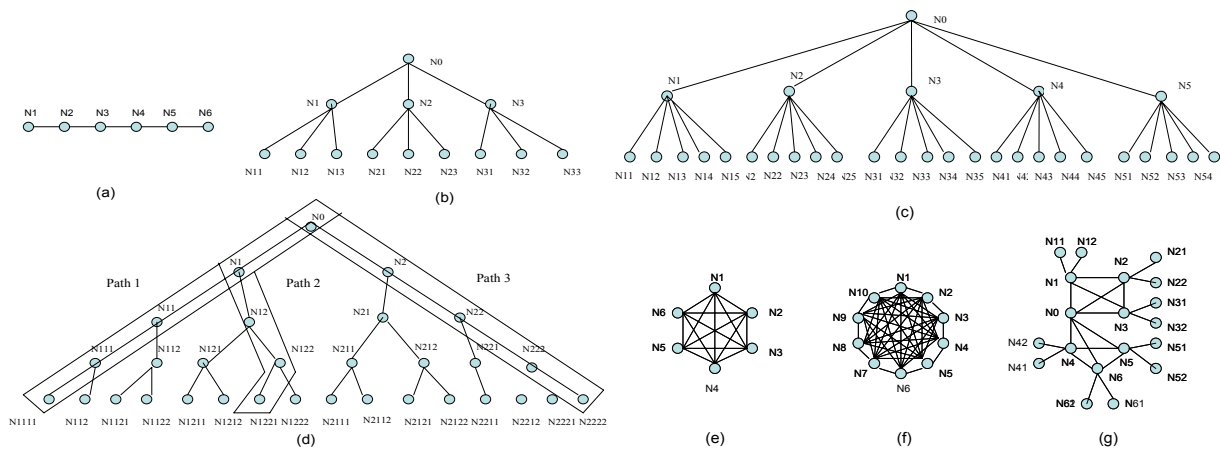 N1 N2 N3 N4 N5 N6
(a)
N0
N1 N2 N3
N11 N12 N13 N21 N22 N23 N31 N32 N33
(b)
N0
N1 N2 N3 N4 N5
N11 N12 N13 N14 N15 N2 N22 N23 N24 N25 N31 N32 N33 N34 N35 N41 N43 N44 N45 N51 N52 N53 N54
(c)
N0
Path 1 N1 Path 2 N2 Path 3
N11 N12 N21 N22
N111 N112 N121 N122 N211 N212 N221 N222
N1111 N112 N1121 N1122 N1211 N1212 N1221 N1222 N2111 N2112 N2121 N2122 N2211 N2212 N2221 N2222
(d)
N1
N6 N2
N5 N3
N4
(e)
N1
N10 N2
N9 N3
N8 N4
N7 N5
N6
(f)
N11 N12
N2 N21
N1 N22
N31
N0 N3 N32
N42 N51
N41 N4 N5
N6 N52
N61
(g)